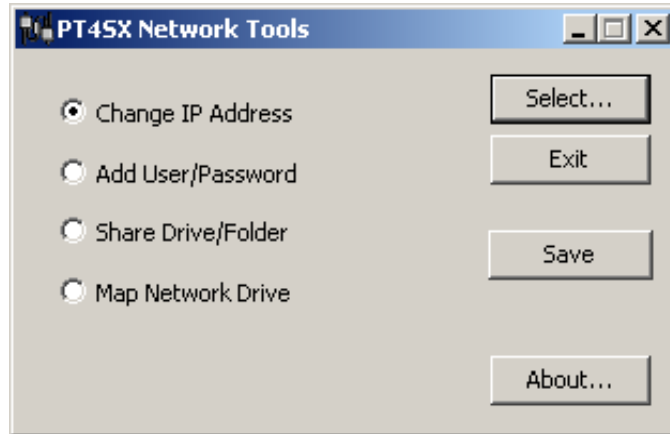 PT4SX Network Tools
Change IP Address
Select...
Add User/Password
Exit
Share Drive/Folder
Save
Map Network Drive
About...